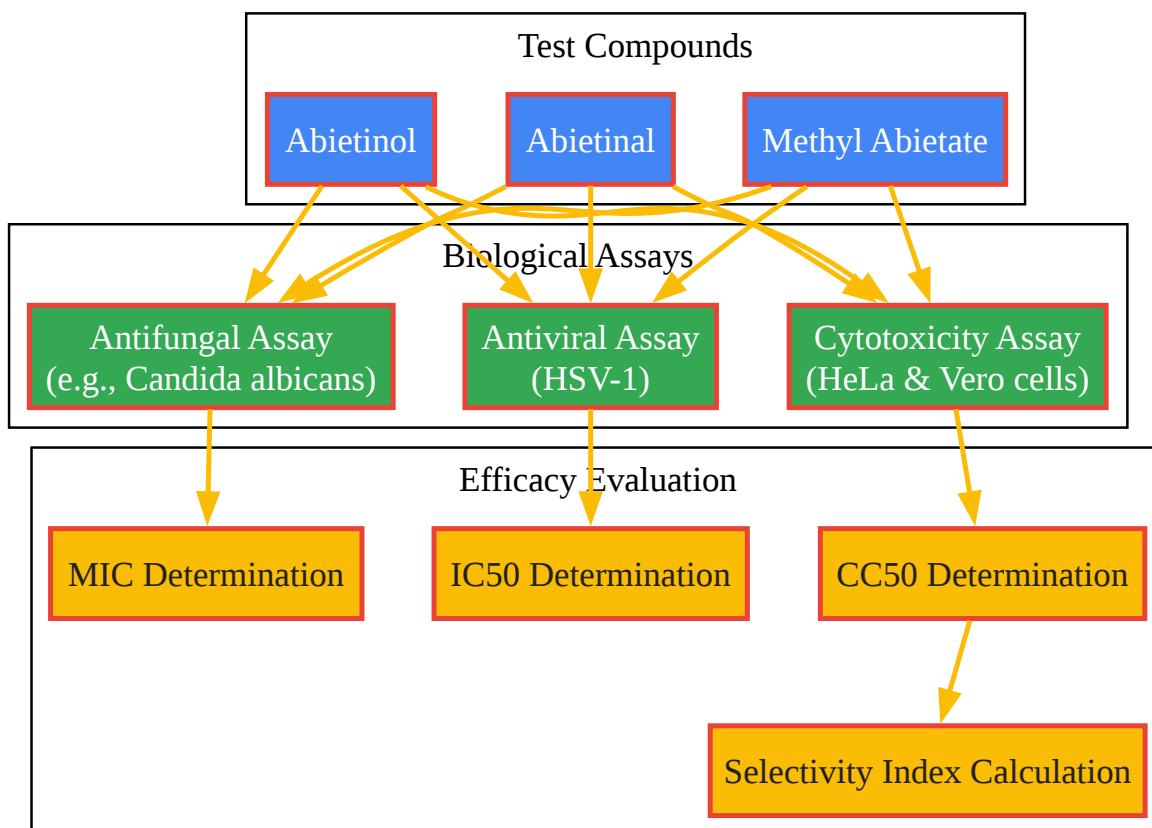 Test Compounds
Abietinol
Abietinal
Methyl Abietate
Biological Assays
Antifungal Assay
(e.g., Candida albicans)
Antiviral Assay
(HSV-1)
Cytotoxicity Assay
(HeLa & Vero cells)
Efficacy Evaluation
MIC Determination
IC50 Determination
CC50 Determination
Selectivity Index Calculation